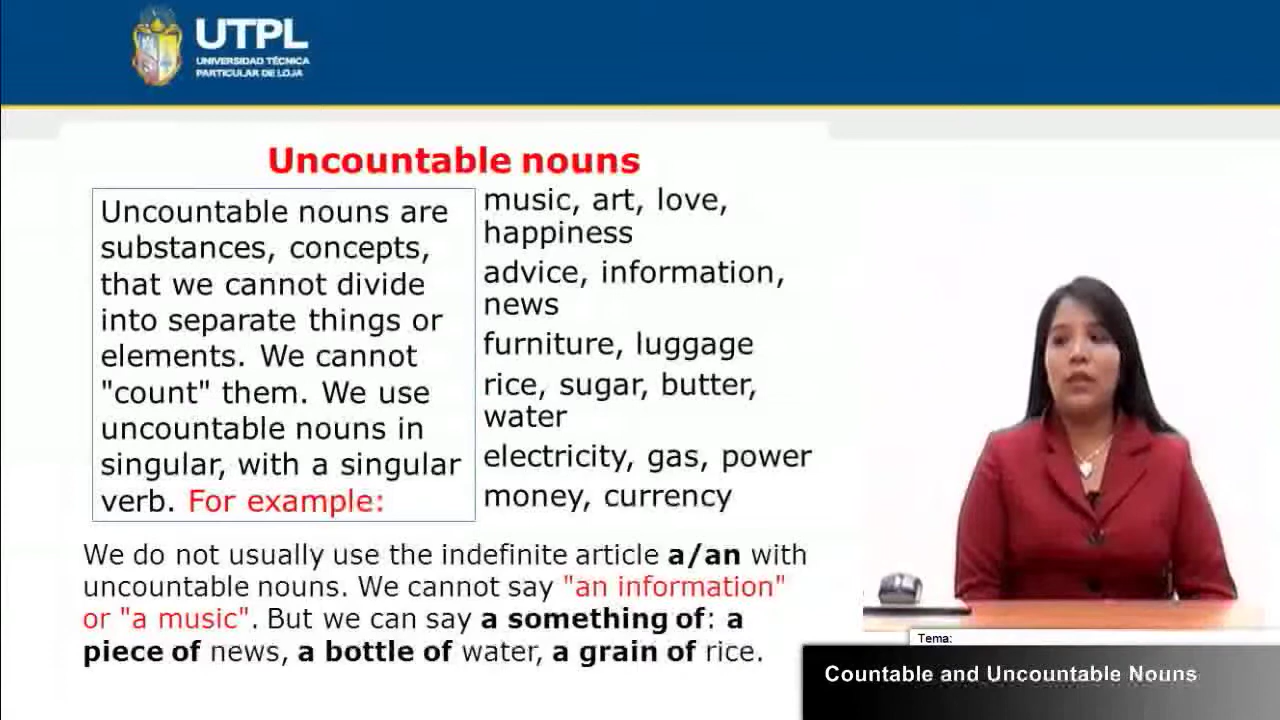 UTPL
UNIVERSIDAD TÉCNICA
PARTICULAR DE LOJA
Uncountable nouns
Uncountable nouns are
substances, concepts,
that we cannot divide
into separate things or
elements. We cannot
"count" them. We use
uncountable nouns in
singular, with a singular
verb. For example:
music, art, love,
happiness
advice, information,
news
furniture, luggage
rice, sugar, butter,
water
electricity, gas, power
money, currency
We do not usually use the indefinite article a/an with
uncountable nouns. We cannot say "an information"
or "a music". But we can say a something of: a
piece of news, a bottle of water, a grain of rice.
Tema:
Countable and Uncountable Nouns